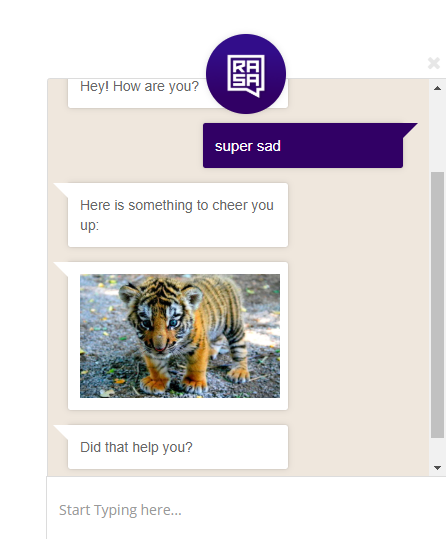 RA
SA
Hey! How are you?
super sad
Here is something to cheer you
up:
Did that help you?
Start Typing here...